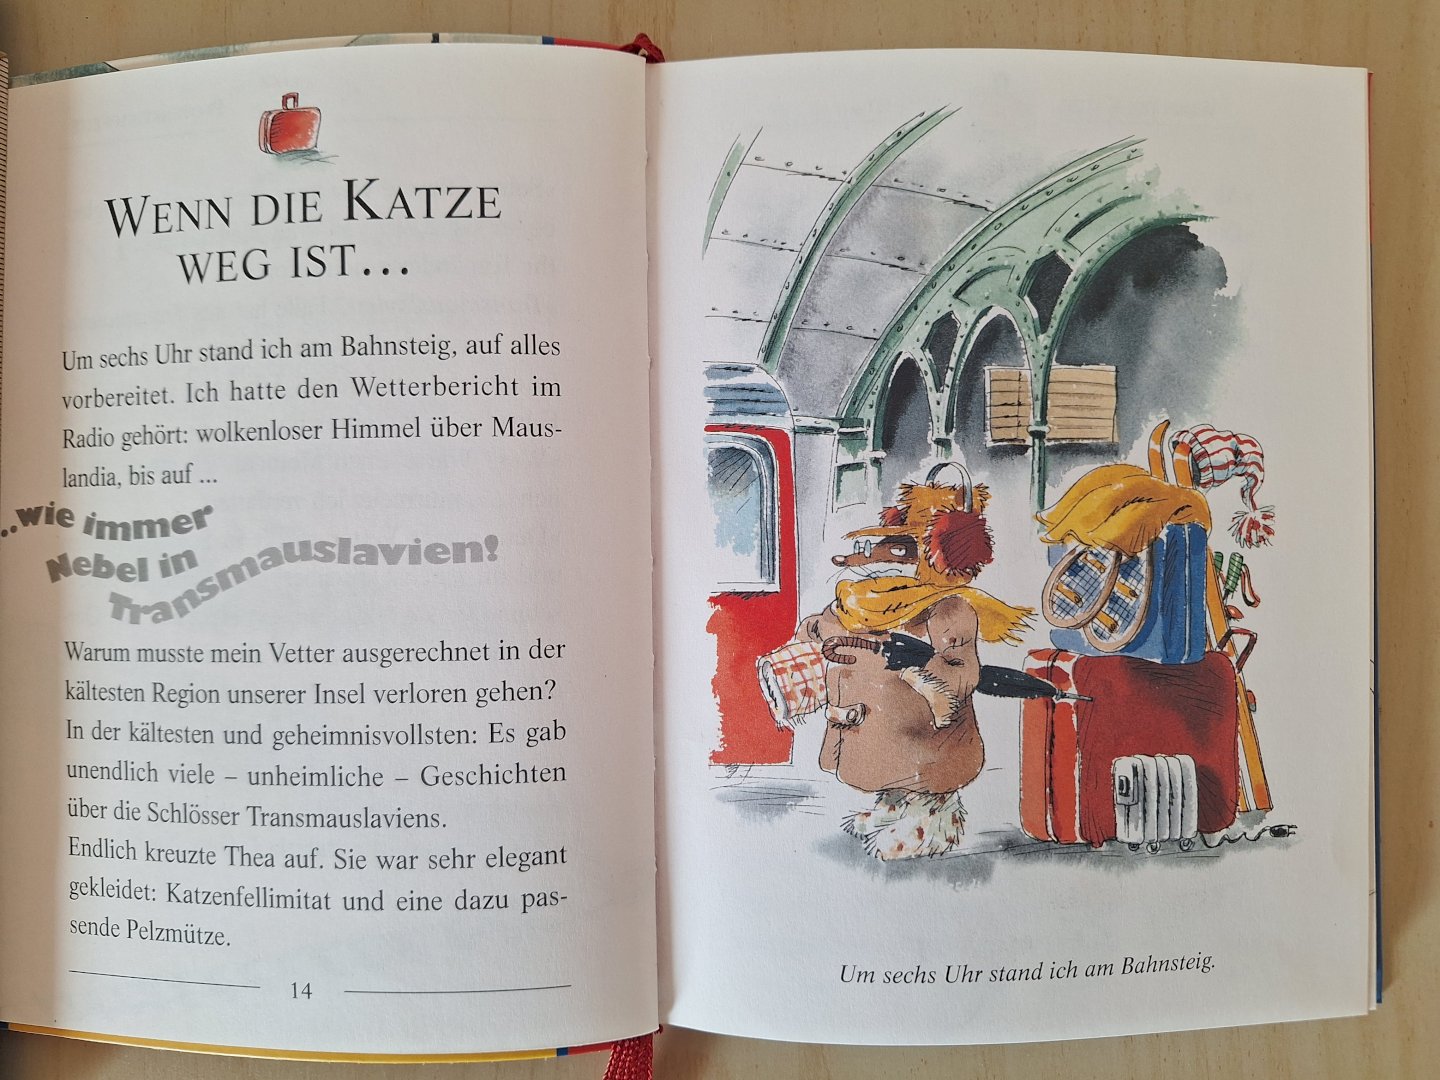 WENN DIE KATZE
WEG IST...
Um sechs Uhr stand ich am Bahnsteig, auf alles
vorbereitet. Ich hatte den Wetterbericht im
Radio gehört: wolkenloser Himmel über Maus-
landia, bis auf ...
..wie immer
Nebel in
Transmauslavien!
Warum musste mein Vetter ausgerechnet in der
kältesten Region unserer Insel verloren gehen?
In der kältesten und geheimnisvollsten: Es gab
unendlich viele – unheimliche – Geschichten
über die Schlösser Transmauslaviens.
Endlich kreuzte Thea auf. Sie war sehr elegant
gekleidet: Katzenfellimitat und eine dazu pas-
sende Pelzmütze.
14
Um sechs Uhr stand ich am Bahnsteig.